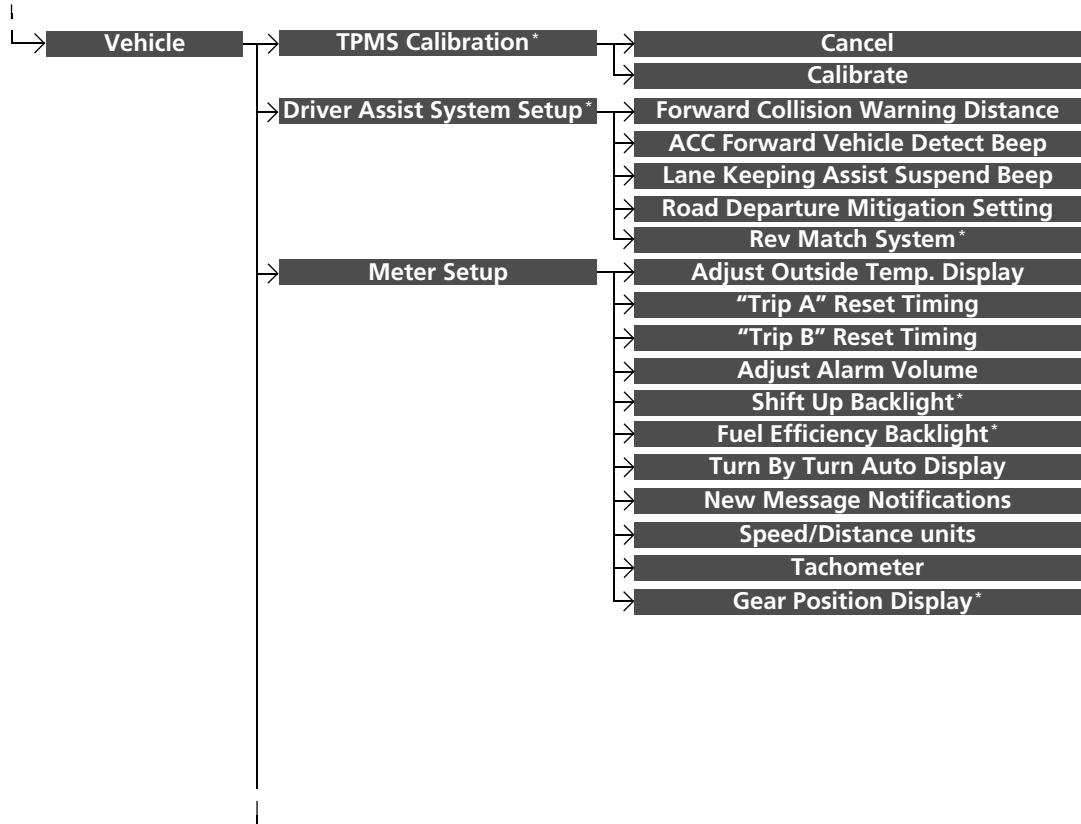 Vehicle
TPMS Calibration*
Cancel
Calibrate
Driver Assist System Setup*
Forward Collision Warning Distance
ACC Forward Vehicle Detect Beep
Lane Keeping Assist Suspend Beep
Road Departure Mitigation Setting
Rev Match System*
Meter Setup
Adjust Outside Temp. Display
“Trip A” Reset Timing
“Trip B” Reset Timing
Adjust Alarm Volume
Shift Up Backlight*
Fuel Efficiency Backlight*
Turn By Turn Auto Display
New Message Notifications
Speed/Distance units
Tachometer
Gear Position Display*